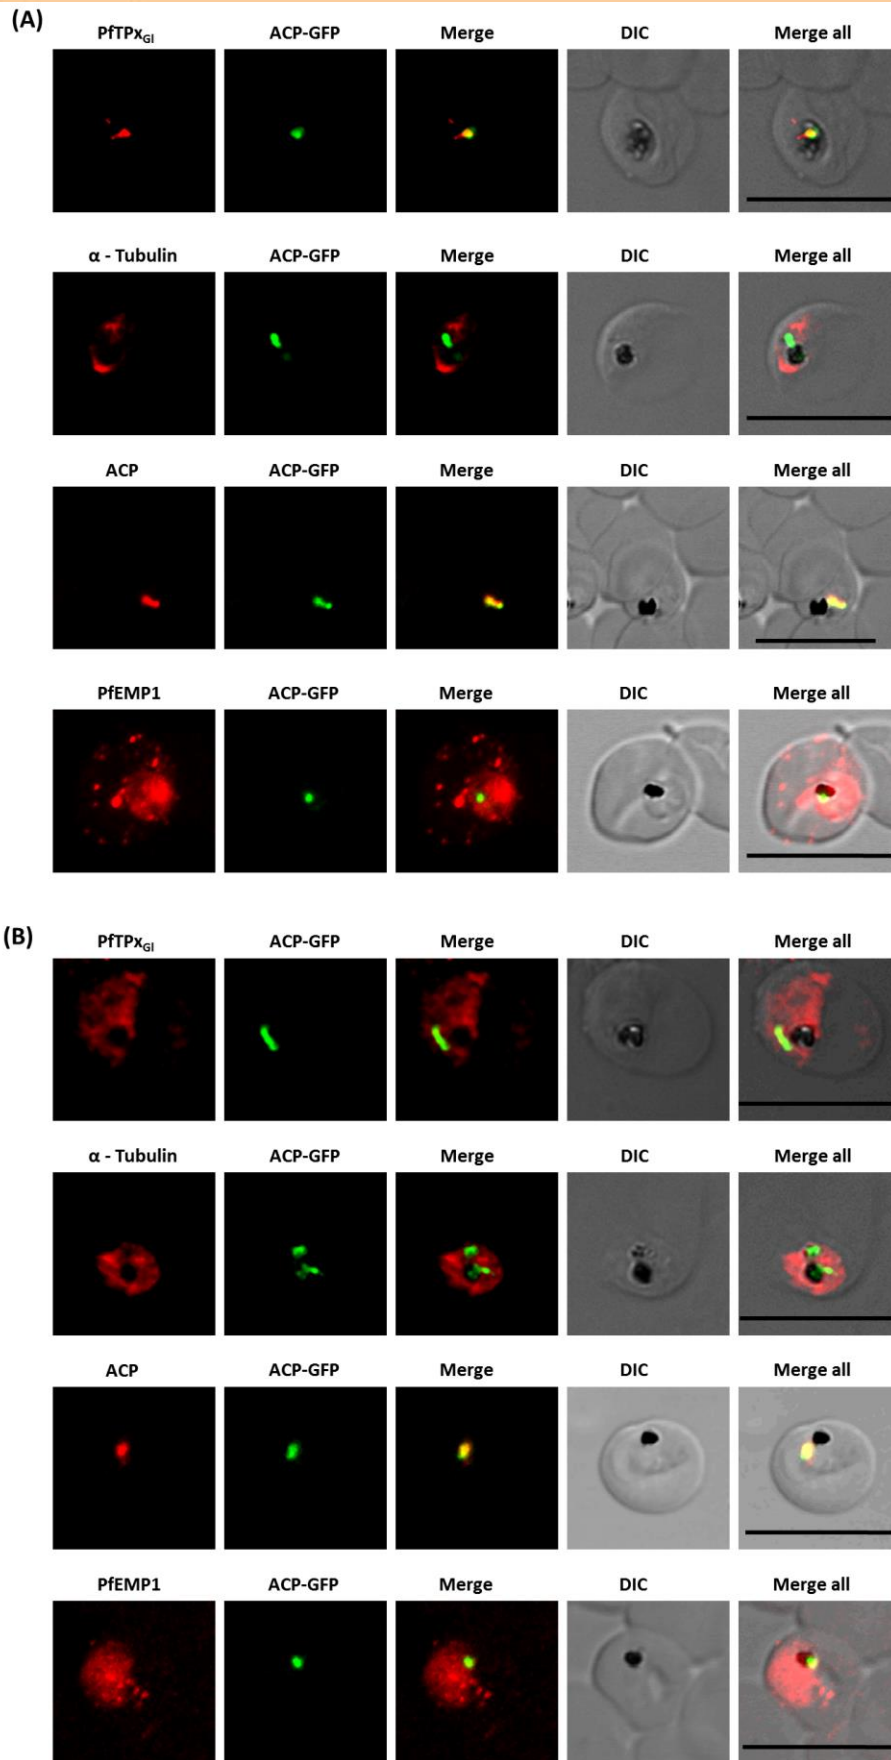 (A)
PfTPxGI ACP-GFP Merge DIC Merge all
α - Tubulin ACP-GFP Merge DIC Merge all
ACP ACP-GFP Merge DIC Merge all
PfEMP1 ACP-GFP Merge DIC Merge all
(B)
PfTPxGI ACP-GFP Merge DIC Merge all
α - Tubulin ACP-GFP Merge DIC Merge all
ACP ACP-GFP Merge DIC Merge all
PfEMP1 ACP-GFP Merge DIC Merge all